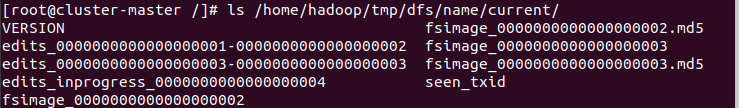 [root@cluster-master /]# ls /home/hadoop/tmp/dfs/name/current/
VERSION fsimage_0000000000000000002.md5
edits_0000000000000000001-0000000000000000002 fsimage_0000000000000000003
edits_0000000000000000003-0000000000000000003 fsimage_0000000000000000003.md5
edits_inprogress_0000000000000000004 seen_txid
fsimage_0000000000000000002